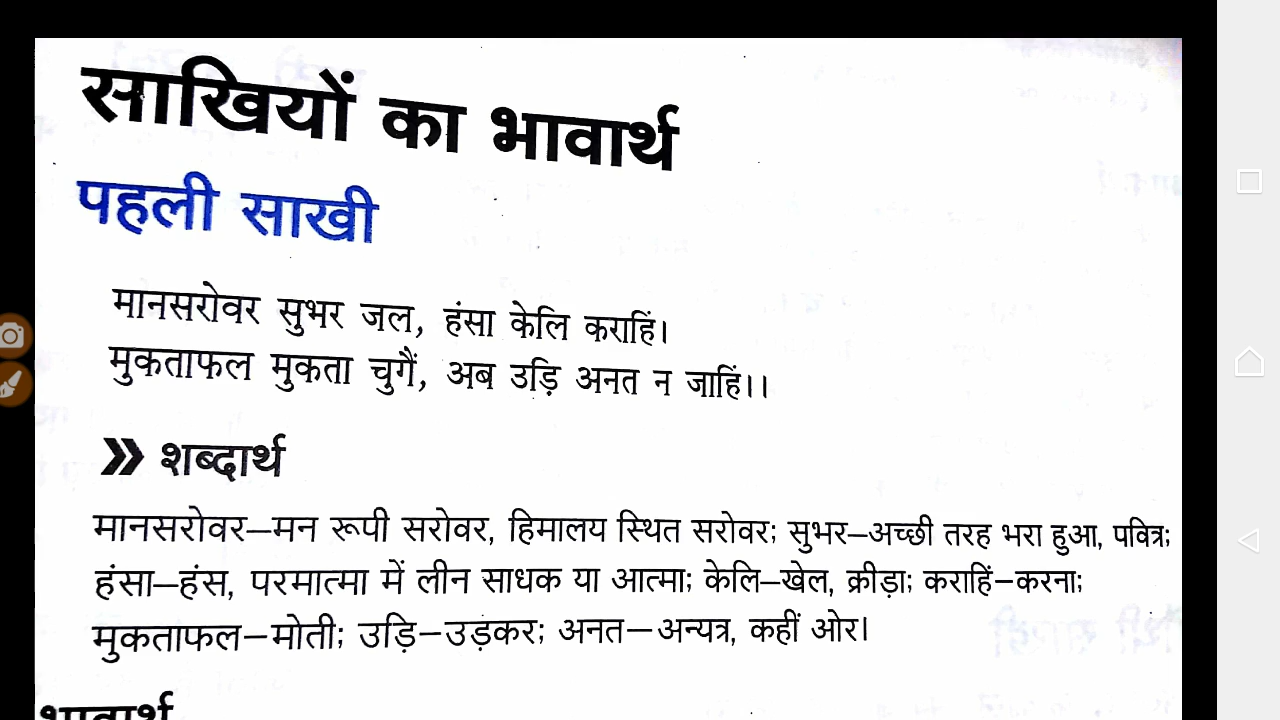 साखियों का भावार्थ
पहली साखी
मानसरोवर सुभर जल, हंसा केलि कराहिं।
मुकताफल मुकता चुगैं, अब उड़ि अनत न जाहिं।।
» शब्दार्थ
मानसरोवर—मन रूपी सरोवर, हिमालय स्थित सरोवर; सुभर—अच्छी तरह भरा हुआ, पवित्र;
हंसा—हंस, परमात्मा में लीन साधक या आत्मा; केलि—खेल, क्रीड़ा; कराहिं—करना;
मुकताफल—मोती; उड़ि—उड़कर; अनत—अन्यत्र, कहीं ओर।
भावार्थ